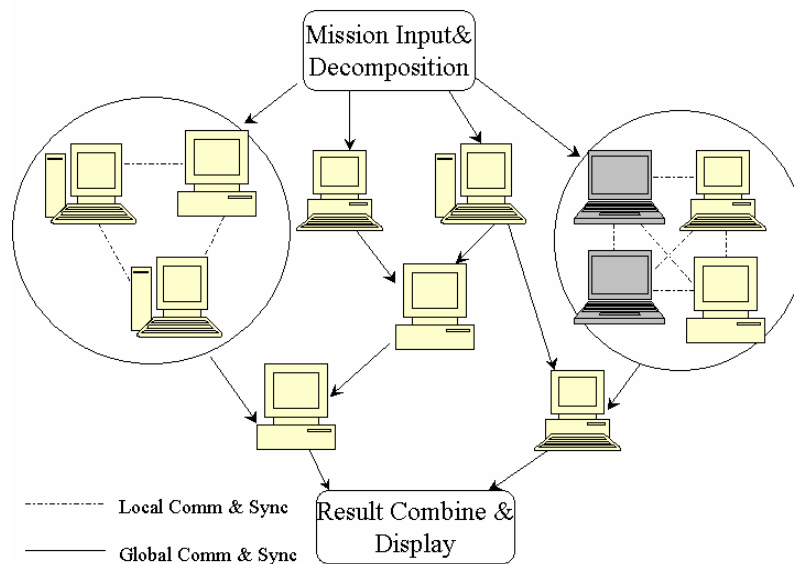 Mission Input&
Decomposition
Local Comm & Sync
Result Combine &
Display
Global Comm & Sync